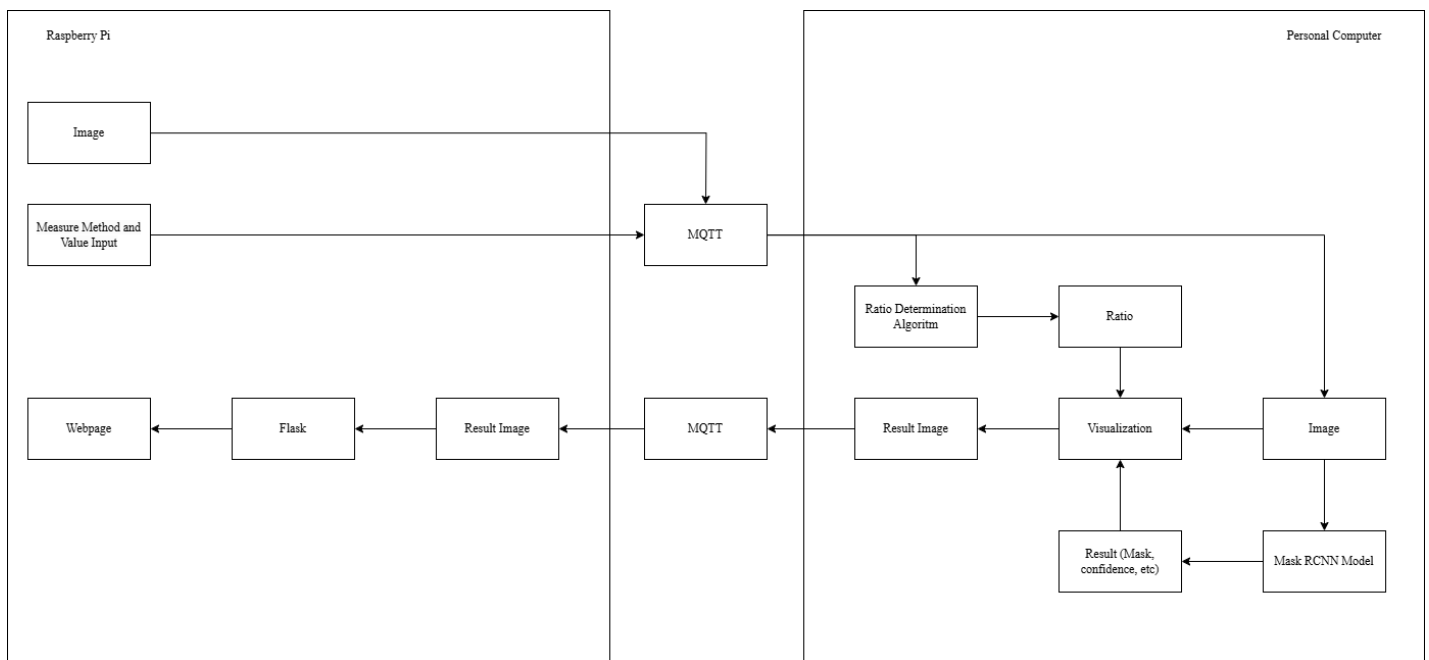 Raspberry Pi
Personal Computer
Image
Measure Method and
Value Input
MQTT
Ratio Determination
Algoritm
Ratio
Webpage
Flask
Result Image
MQTT
Result Image
Visualization
Image
Result (Mask,
confidence, etc)
Mask RCNN Model